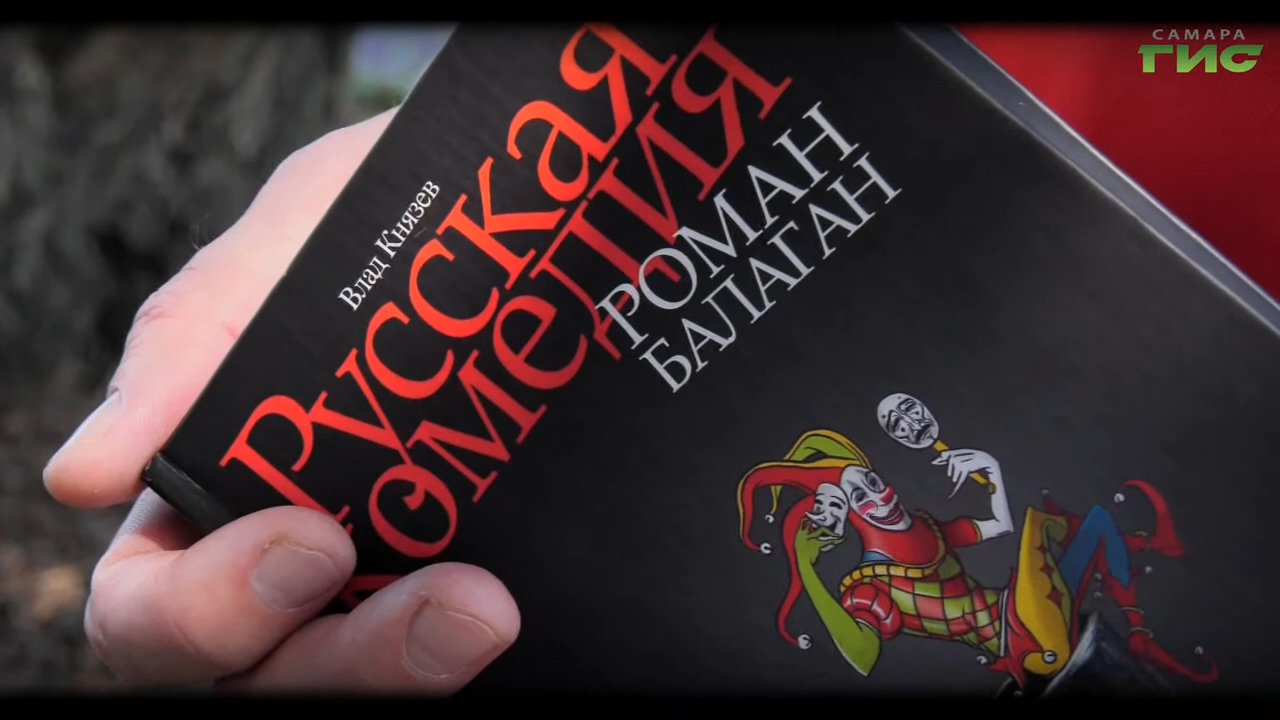 САМАРА
ГИС
Влад Князев
Русская
Комедия
РОМАН
БАЛАГАН